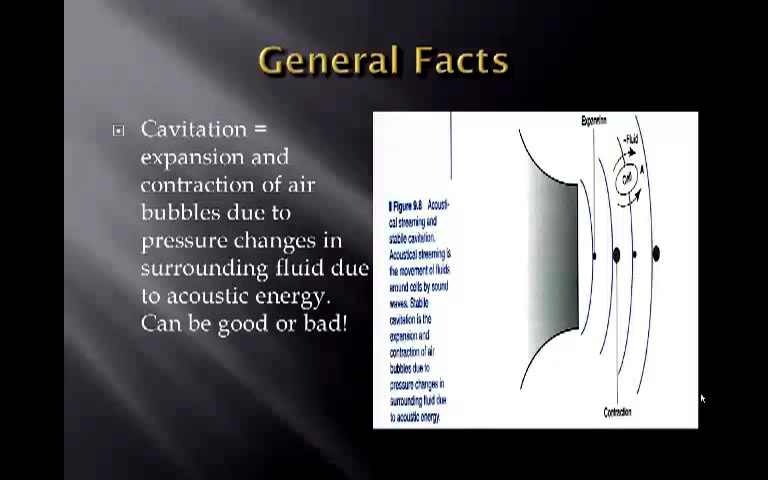 General Facts
Cavitation =
expansion and
contraction of air
bubbles due to
pressure changes in
surrounding fluid due
to acoustic energy.
Can be good or bad!
Figure 9.8 Acousti-
cal streaming and
stable cavitation.
Acoustical streaming is
the movement of fluids
around cells by sound
waves. Stable
cavitation is the
expansion and
contraction of air
bubbles due to
pressure changes in
surrounding fluid due
to acoustic energy.
Expansion
Fluid
Cell
A
Contraction